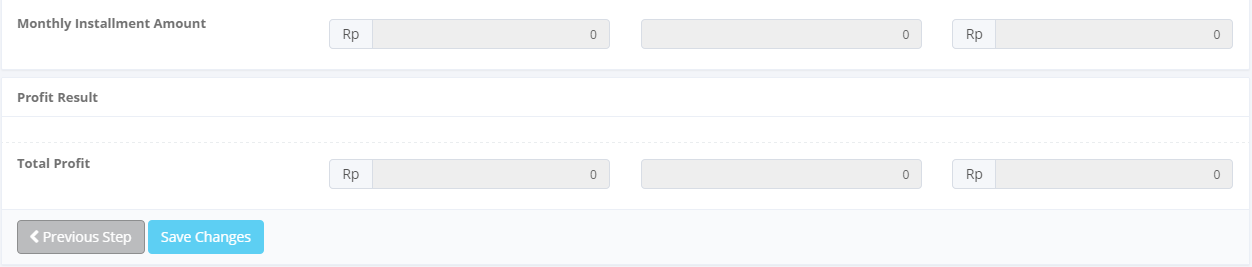 Monthly Installment Amount Rp 0 0 Rp 0
Profit Result
Total Profit Rp 0 0 Rp 0
Previous Step Save Changes